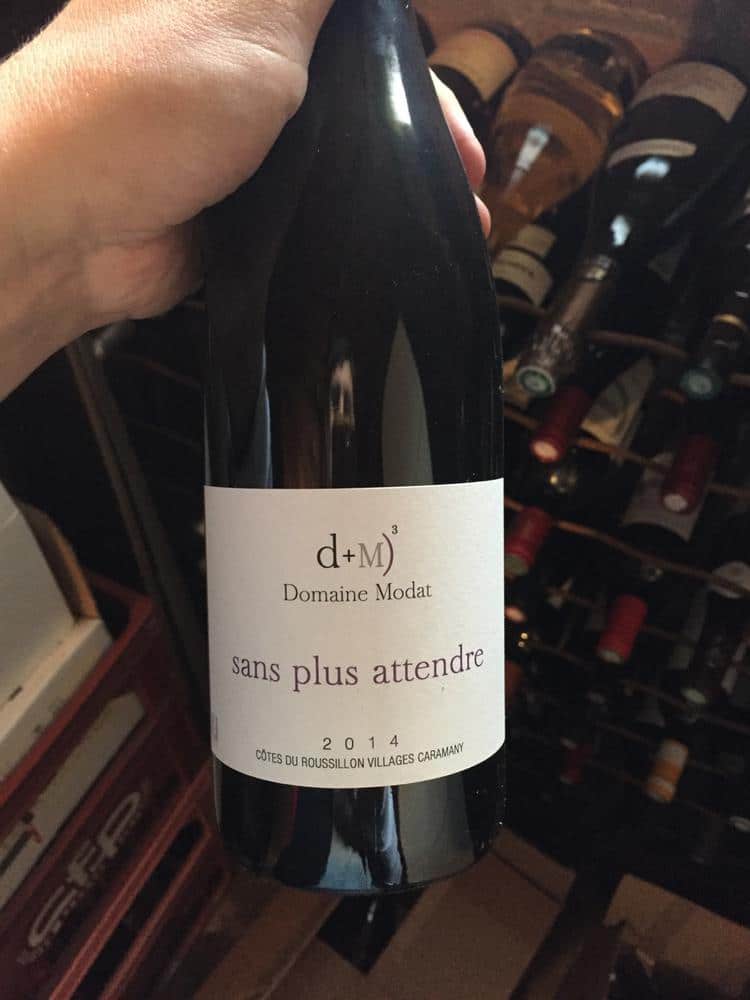 d+M)³
Domaine Modat
sans plus attendre
2014
CÔTES DU ROUSSILLON VILLAGES CARAMANY